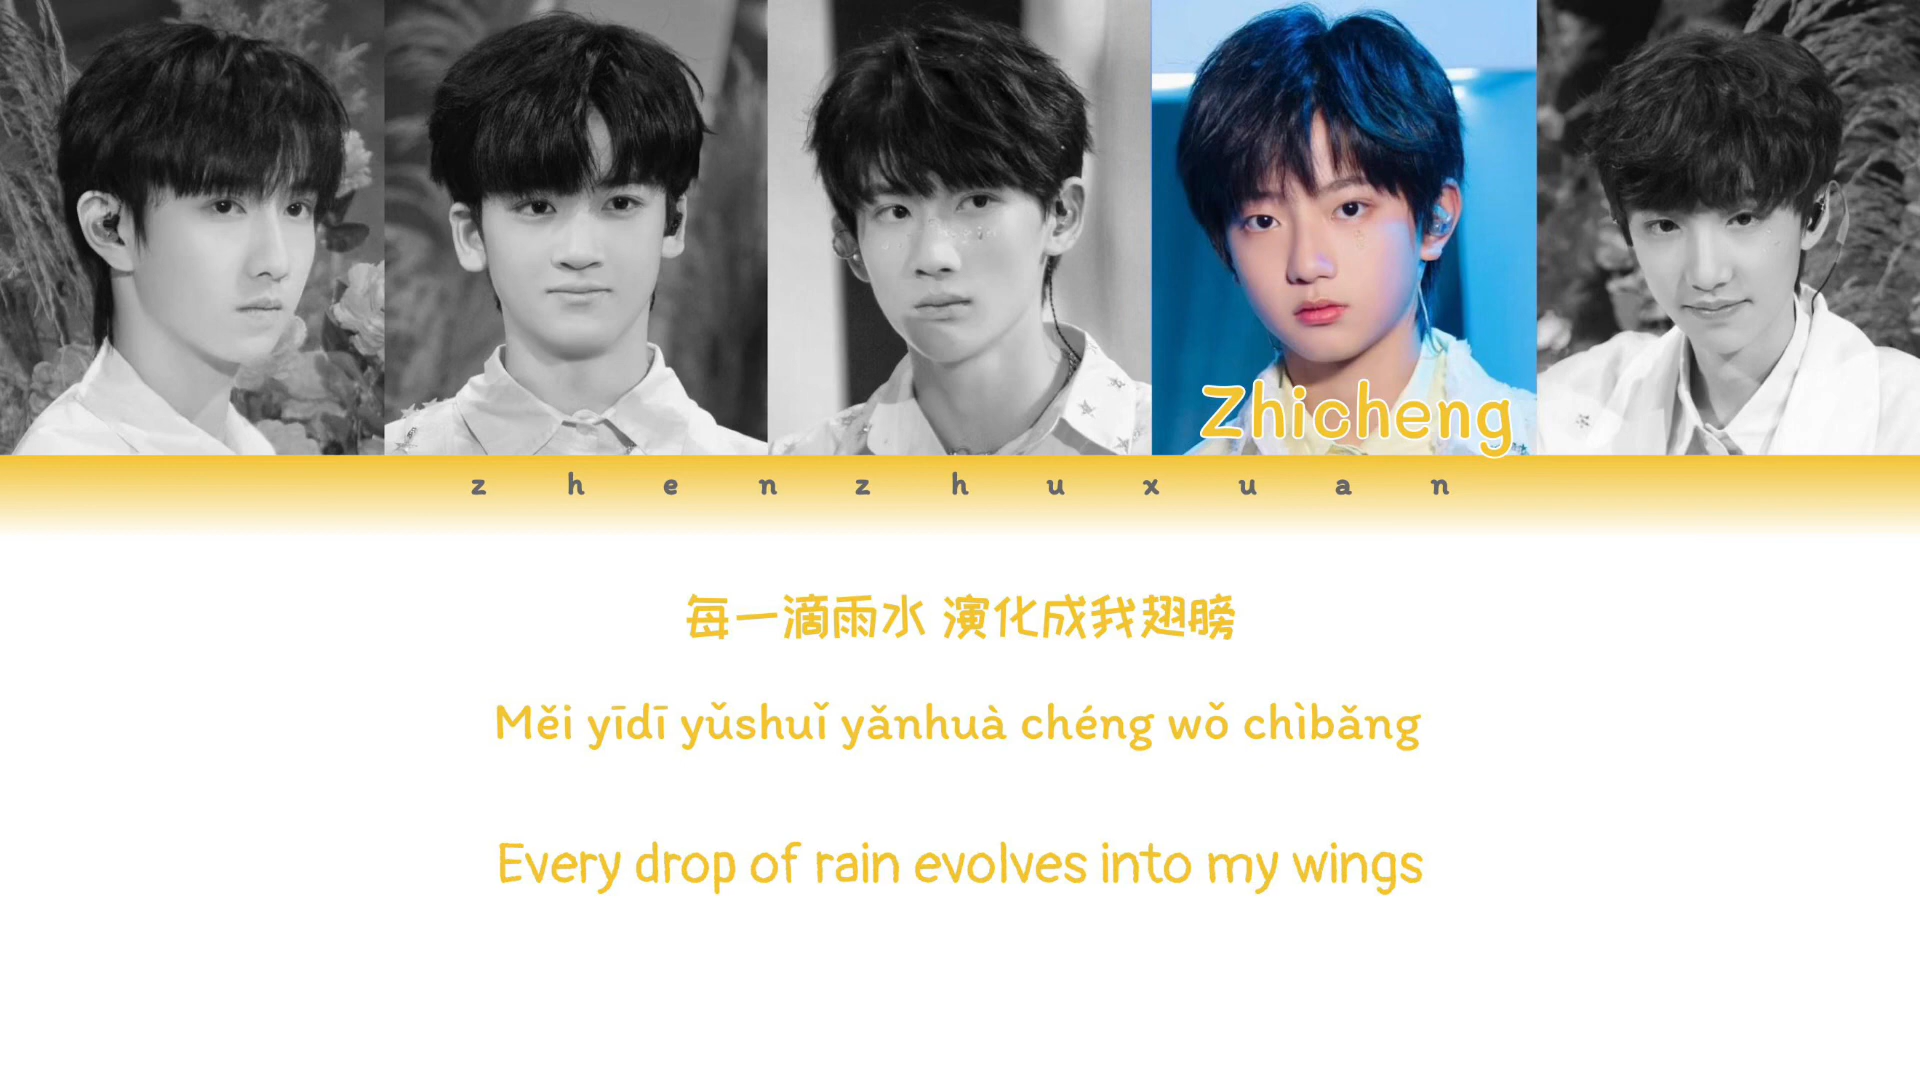 Zhicheng
zhenzhuxuan
每一滴雨水 演化成我翅膀
Měi yīdī yǔshuǐ yǎnhuà chéng wǒ chìbǎng
Every drop of rain evolves into my wings